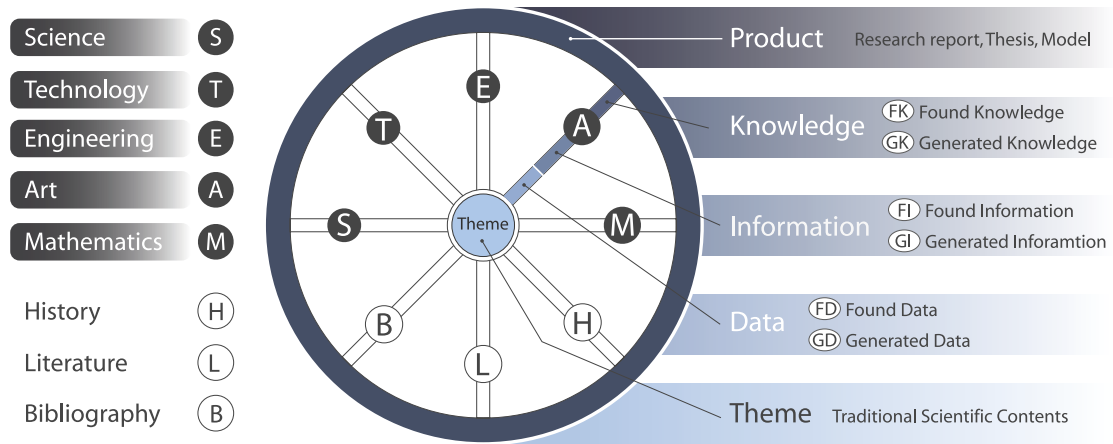 Science S
Technology T
Engineering E
Art A
Mathematics M
History H
Literature L
Bibliography B
E
T
A
S
Theme
M
B
H
L
Product Research report, Thesis, Model
Knowledge
FK Found Knowledge
GK Generated Knowledge
Information
FI Found Information
GI Generated Inforamtion
Data
FD Found Data
GD Generated Data
Theme Traditional Scientific Contents